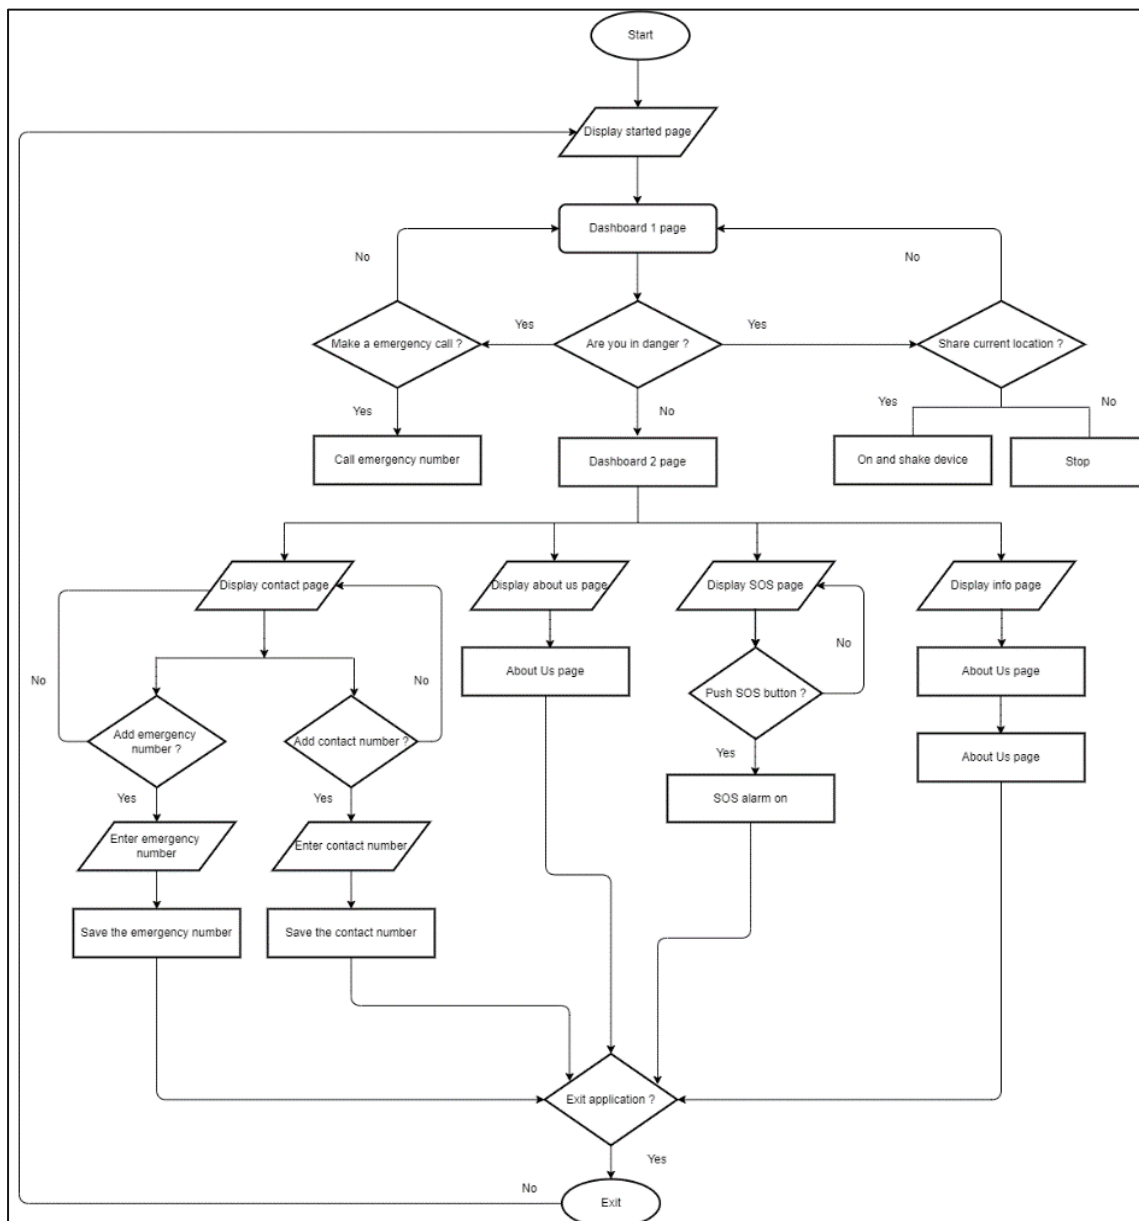 Start
Display started page
Dashboard 1 page
No
No
Make a emergency call ?
Yes
Are you in danger ?
Yes
Share current location ?
Yes
No
Yes
No
Call emergency number
Dashboard 2 page
On and shake device
Stop
Display contact page
Display about us page
Display SOS page
Display info page
No
No
No
About Us page
About Us page
Push SOS button ?
Add emergency
number ?
Add contact number ?
Yes
About Us page
Yes
Yes
SOS alarm on
Enter emergency
number
Enter contact number
Save the emergency number
Save the contact number
Exit application ?
Yes
No
Exit